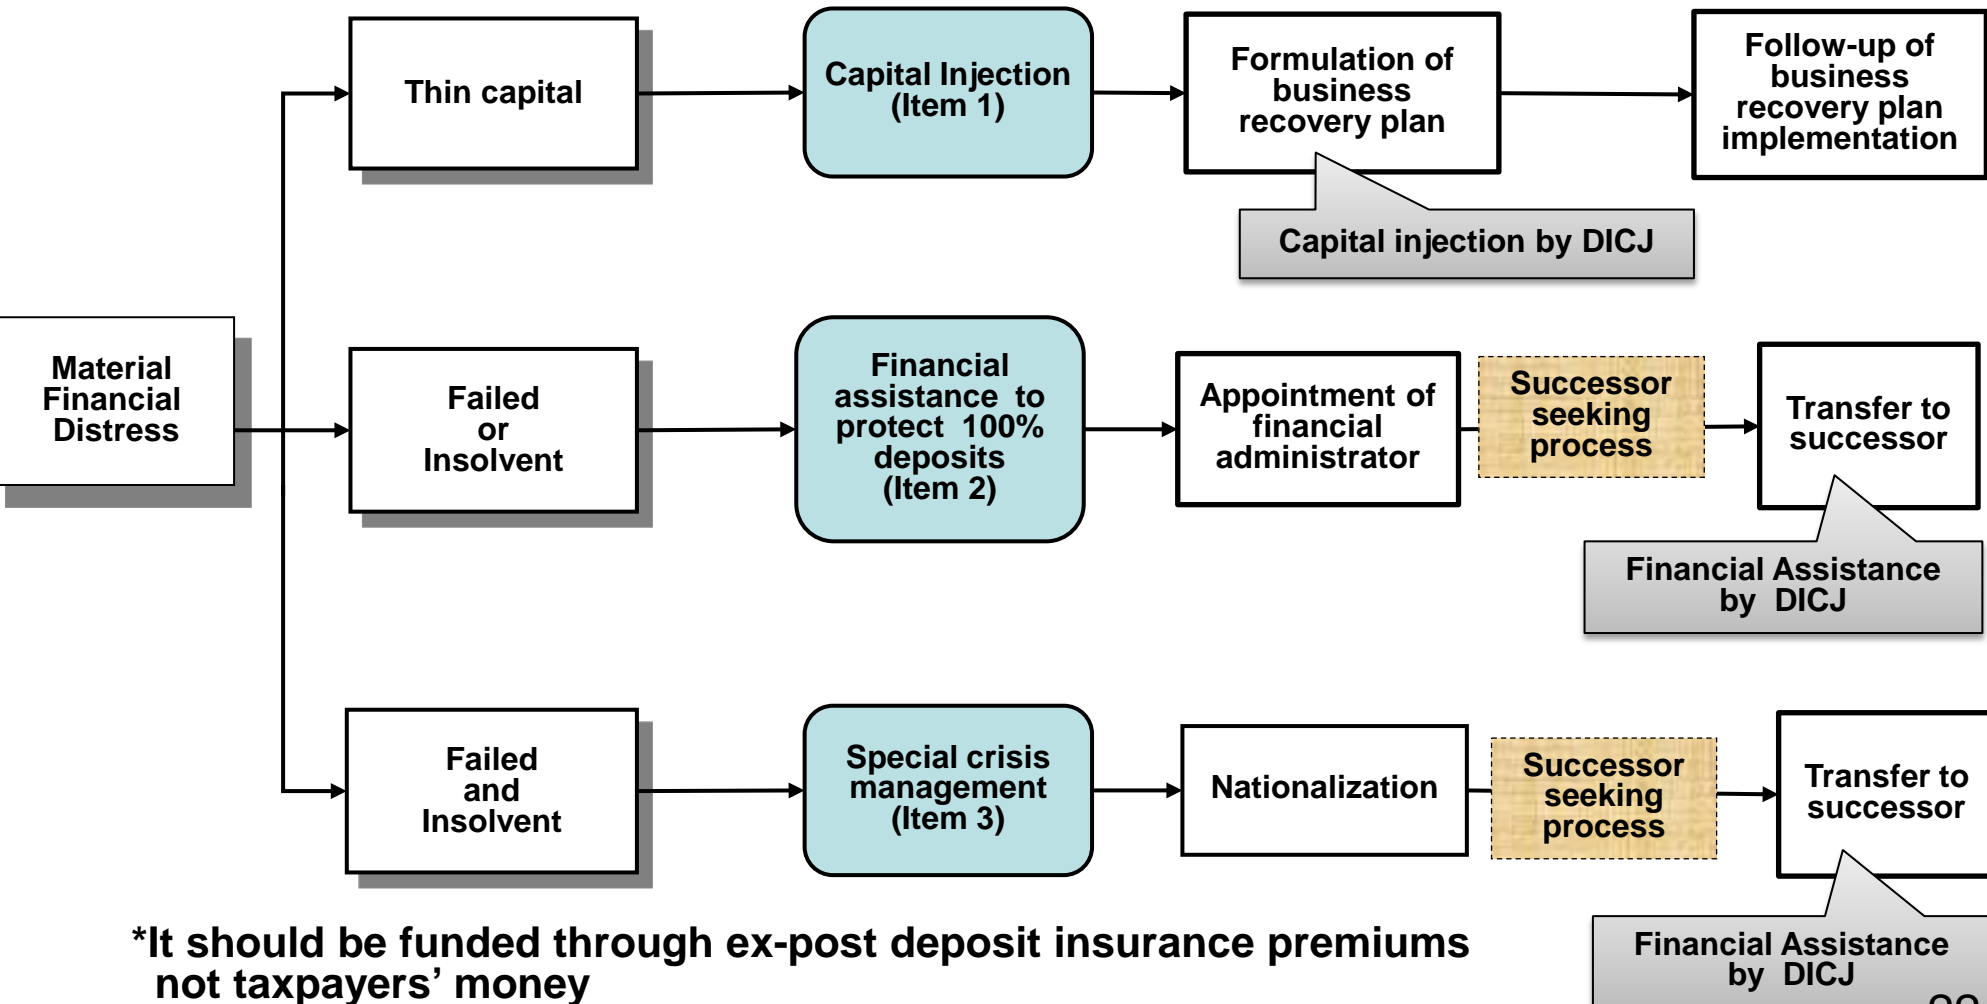 Thin capital
Capital Injection
(Item 1)
Formulation of
business
recovery plan
Follow-up of
business
recovery plan
implementation
Capital injection by DICJ
Material
Financial
Distress
Failed
or
Insolvent
Financial
assistance to
protect 100%
deposits
(Item 2)
Appointment of
financial
administrator
Successor
seeking
process
Transfer to
successor
Financial Assistance
by DICJ
Failed
and
Insolvent
Special crisis
management
(Item 3)
Nationalization
Successor
seeking
process
Transfer to
successor
Financial Assistance
by DICJ
*It should be funded through ex-post deposit insurance premiums
not taxpayers’ money